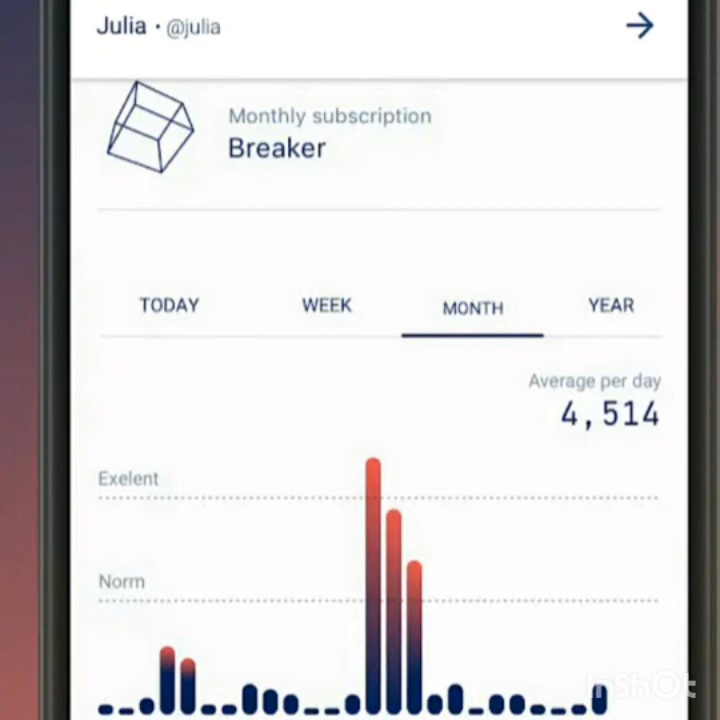 Julia · @julia
Monthly subscription
Breaker
TODAY WEEK MONTH YEAR
Average per day
4,514
Exelent
Norm
InShOt